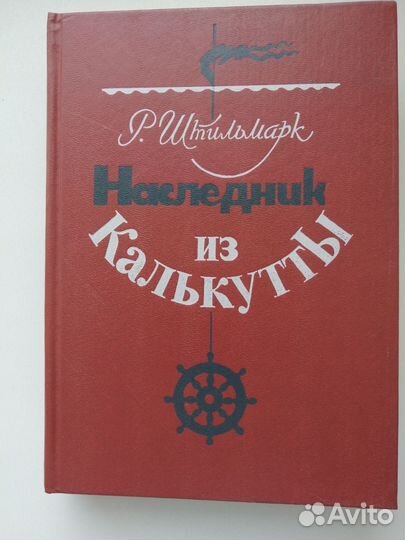 Р. Штильмарк
Наследник
из
Калькутты
Avito